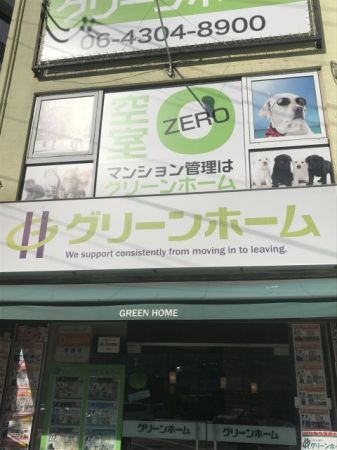 グリーンホーム
06-4304-8900
空室
ZERO
マンション管理は
グリーンホーム
グリーンホーム
We support consistently from moving in to leaving.
GREEN HOME
グリーンホーム
グリーンホーム